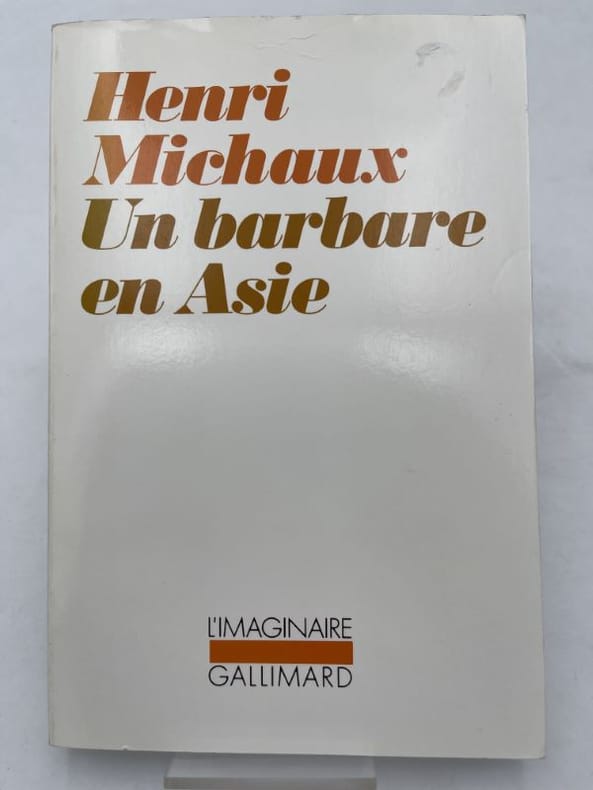 Henri
Michaux
Un barbare
en Asie
L'IMAGINAIRE
GALLIMARD